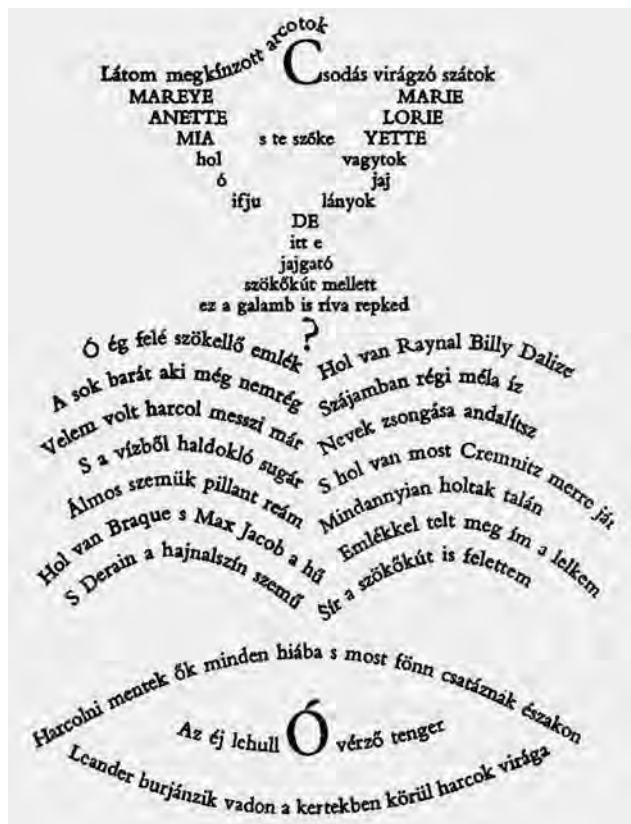 Látom megkínzott arcotok
Csodás virágzó szátok
MAREYE MARIE
ANETTE LORIE
MIA s te szőke YETTE
hol vagytok
ó jaj
ifju lányok
DE
itt e
jajgató
szökőkút mellett
ez a galamb is ríva repked
?
Ó ég felé szökellő emlék
A sok barát aki még nemrég
Velem volt harcol messzi már
S a vízből haldokló sugár
Álmos szemük pillant reám
Hol van Braque s Max Jacob a hű
S Derain a hajnalszín szemű
Hol van Raynal Billy Dalize
Szájamban régi méla íz
Nevek zsongása andalítsz
S hol van most Cremnitz merre jár
Mindannyian holtak talán
Emlékkel telt meg ím a lelkem
Sír a szökőkút is felettem
Harcolni mentek ők minden hiába s most fönn csatáznák északon
Az éj lehull Ó vérző tenger
Leander burjánzik vadon a kertekben körül harcok virága